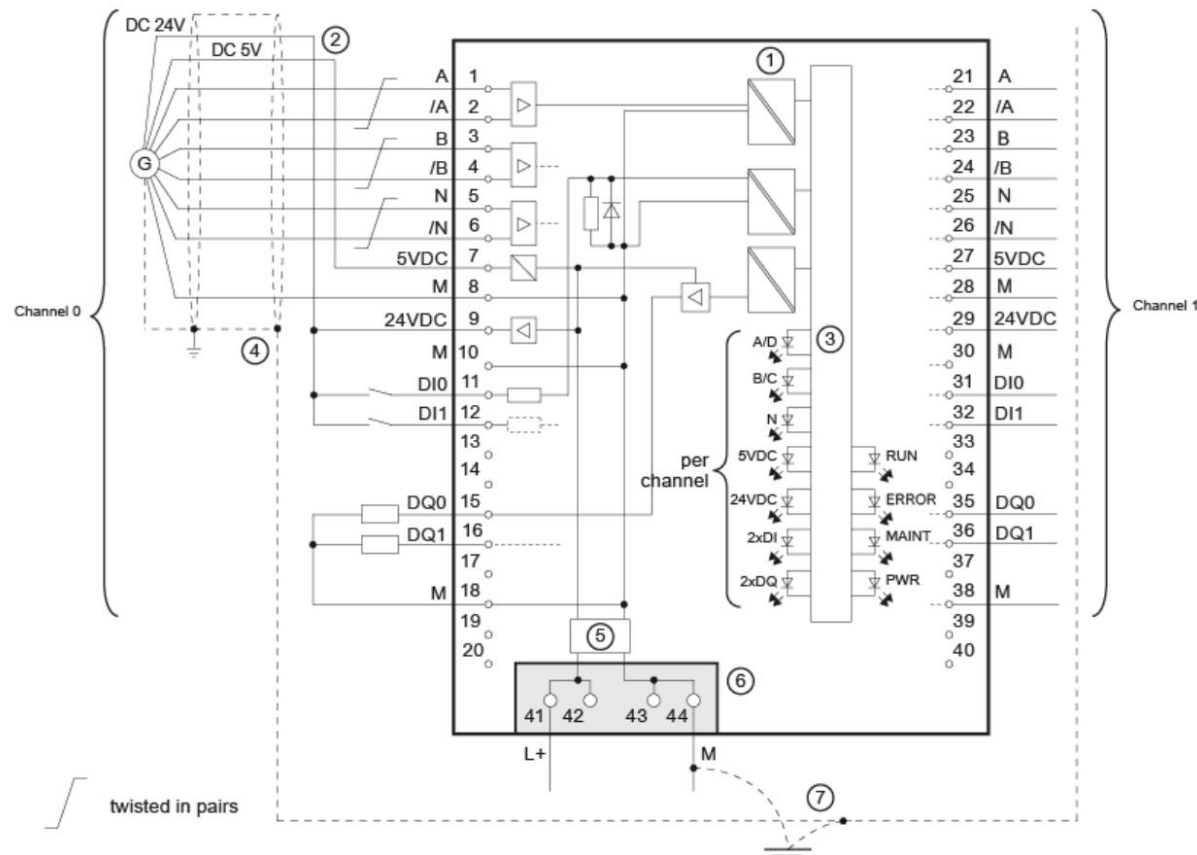 DC 24V
DC 5V
②
①
A 1
/A 2
B 3
/B 4
N 5
/N 6
5VDC 7
M 8
24VDC 9
M 10
DI0 11
DI1 12
13
14
DQ0 15
DQ1 16
17
M 18
19
20
G
Channel 0
④
③
A/D
B/C
N
5VDC
24VDC
2xDI
2xDQ
per
channel
RUN
ERROR
MAINT
PWR
21 A
22 /A
23 B
24 /B
25 N
26 /N
27 5VDC
28 M
29 24VDC
30 M
31 DI0
32 DI1
33
34
35 DQ0
36 DQ1
37
38 M
39
40
Channel 1
⑤
⑥
41 42 43 44
L+ M
⑦
twisted in pairs